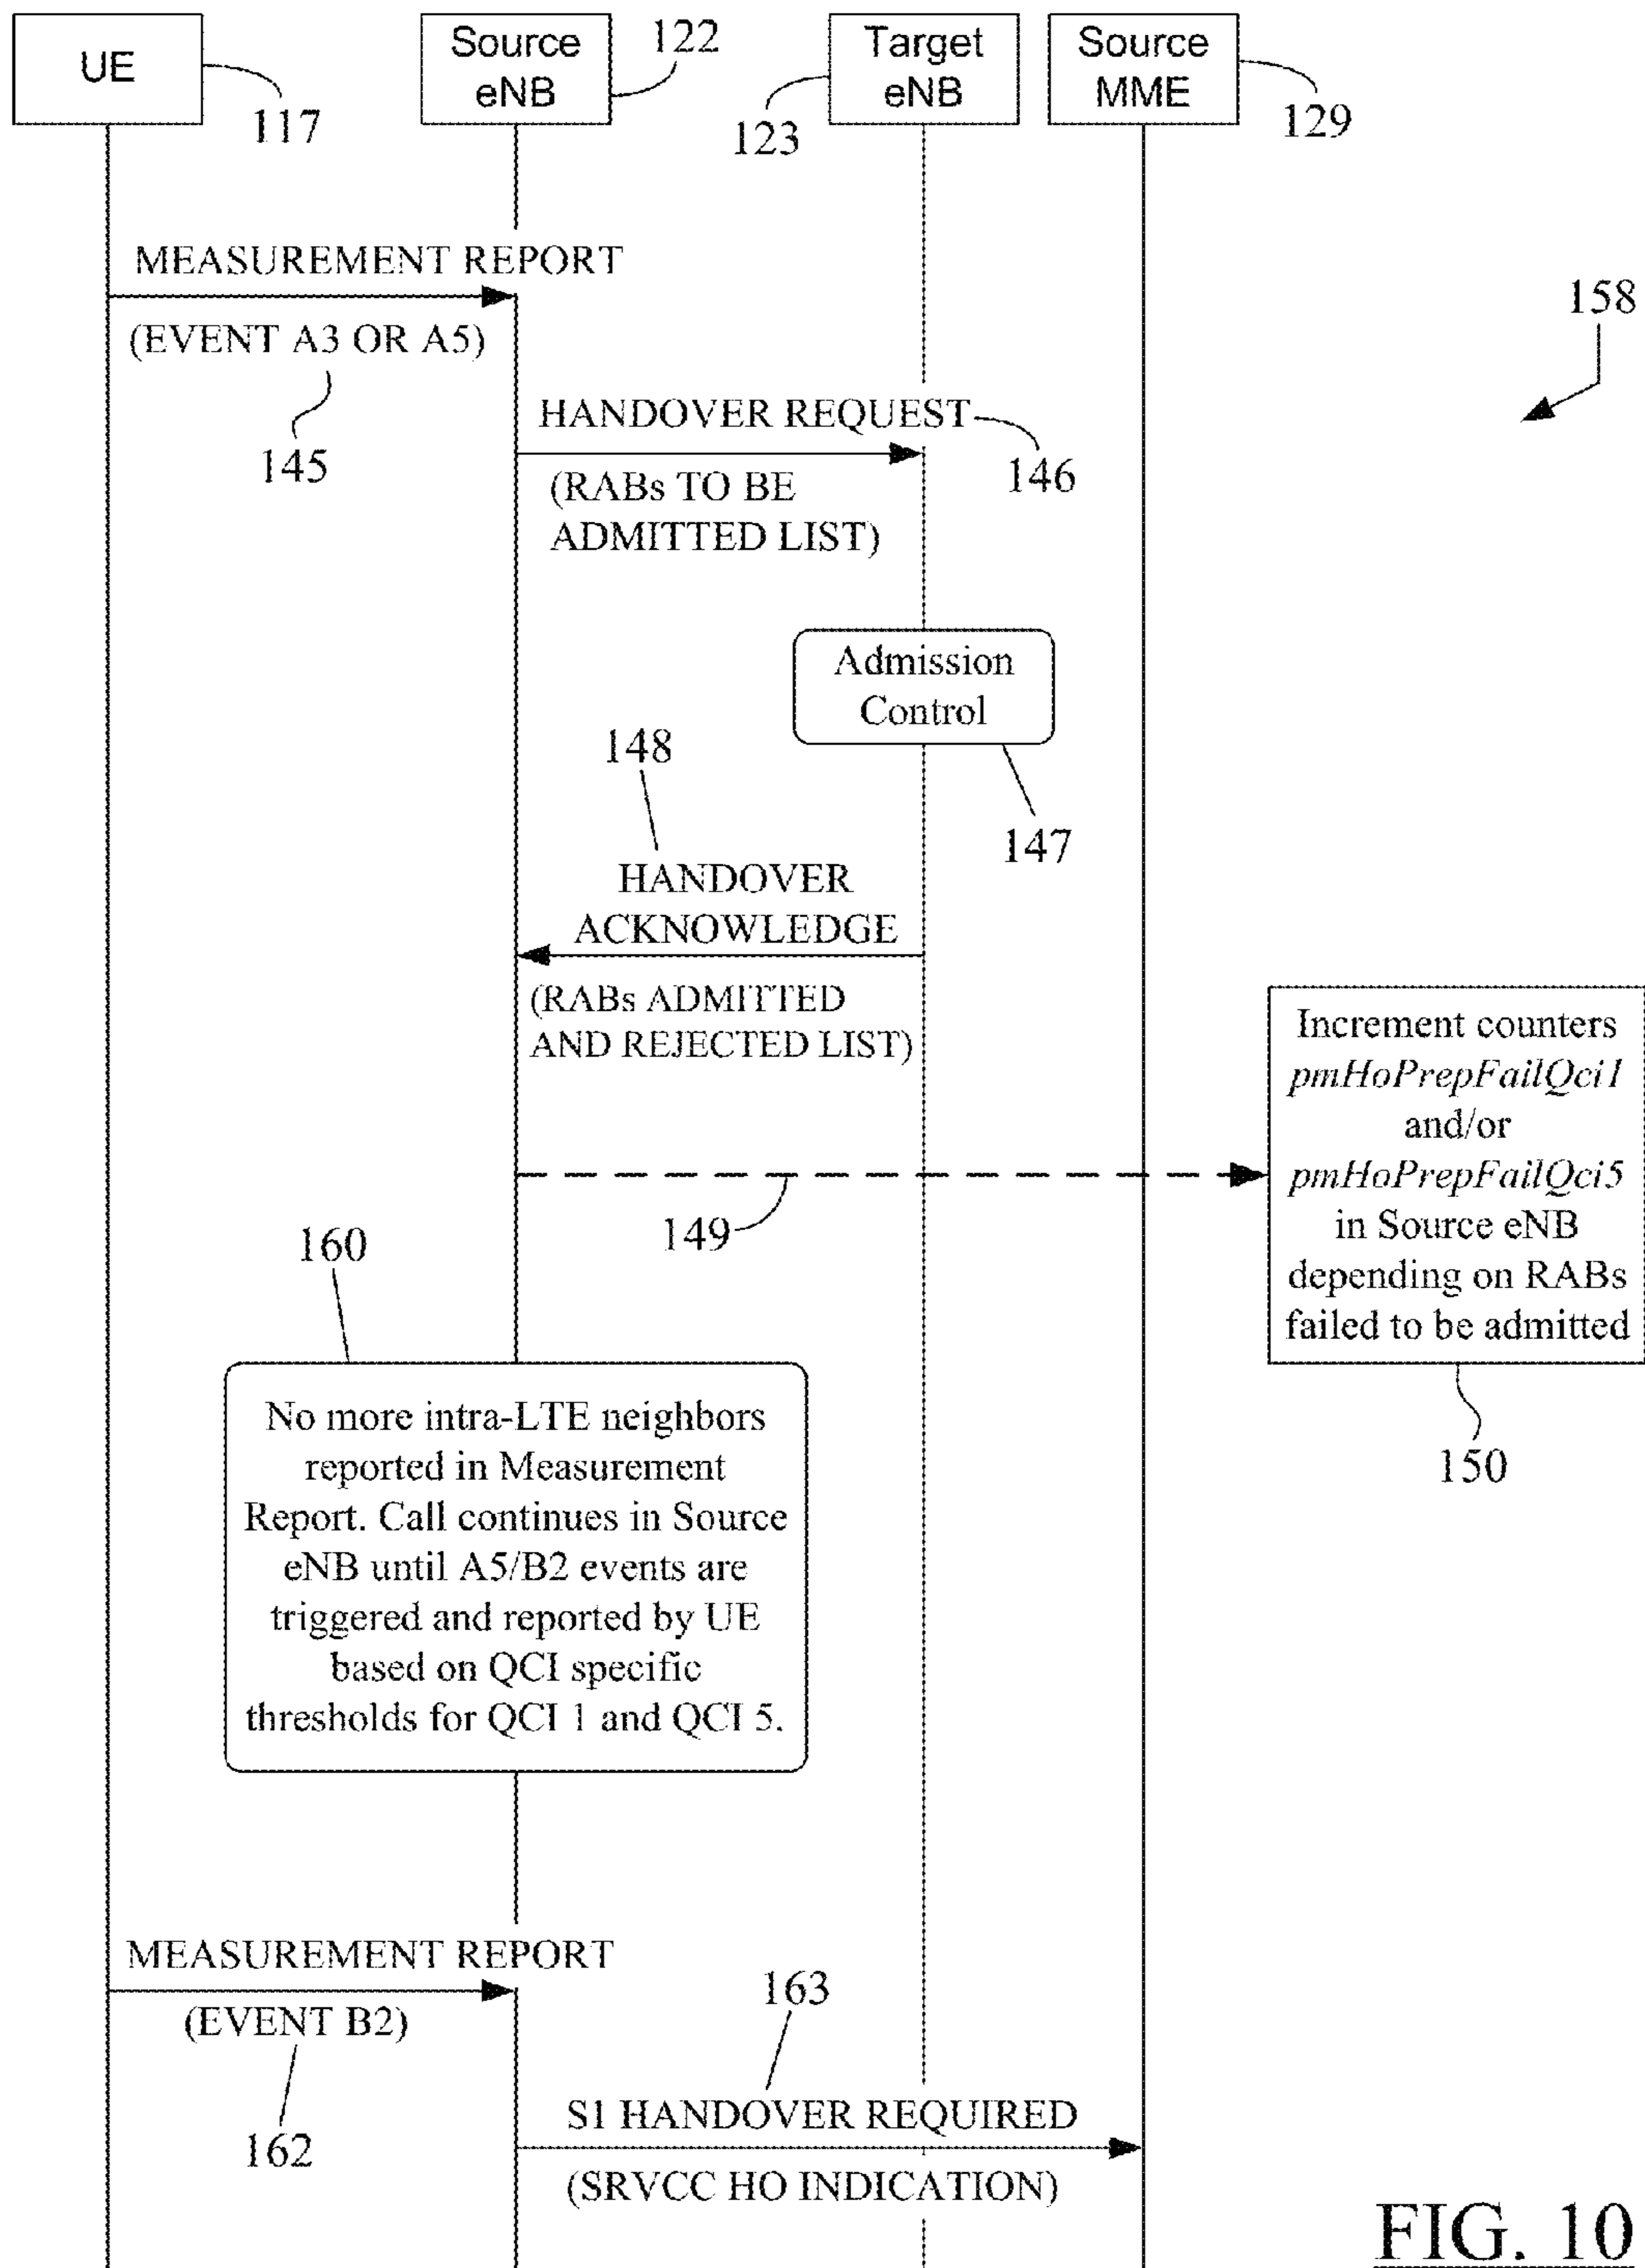 UE
117
Source
eNB
122
Target
eNB
123
Source
MME
129
MEASUREMENT REPORT
(EVENT A3 OR A5)
145
158
HANDOVER REQUEST
146
(RABs TO BE
ADMITTED LIST)
Admission
Control
147
148
HANDOVER
ACKNOWLEDGE
(RABs ADMITTED
AND REJECTED LIST)
149
Increment counters
pmHoPrepFailQci1
and/or
pmHoPrepFailQci5
in Source eNB
depending on RABs
failed to be admitted
150
160
No more intra-LTE neighbors
reported in Measurement
Report. Call continues in Source
eNB until A5/B2 events are
triggered and reported by UE
based on QCI specific
thresholds for QCI 1 and QCI 5.
MEASUREMENT REPORT
(EVENT B2)
162
163
S1 HANDOVER REQUIRED
(SRVCC HO INDICATION)
FIG. 10